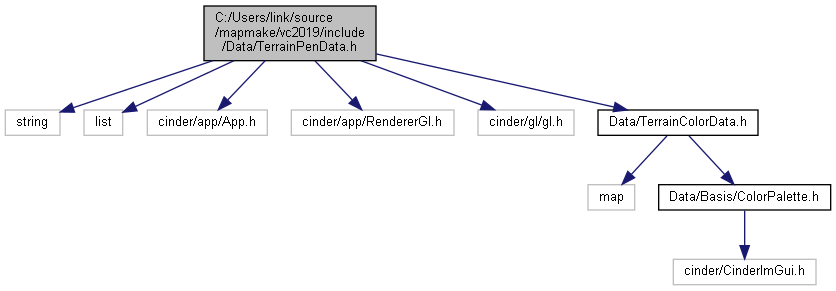 C:/Users/link/source
/mapmake/vc2019/include
/Data/TerrainPenData.h
string
list
cinder/app/App.h
cinder/app/RendererGl.h
cinder/gl/gl.h
Data/TerrainColorData.h
map
Data/Basis/ColorPalette.h
cinder/CinderImGui.h